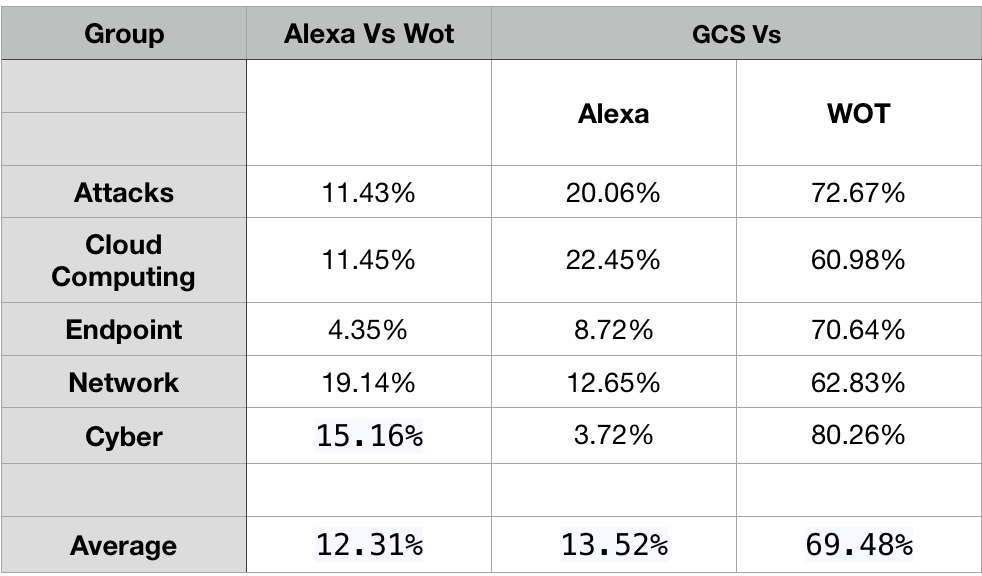 Group Alexa Vs Wot GCS Vs
Alexa WOT
Attacks 11.43% 20.06% 72.67%
Cloud
Computing 11.45% 22.45% 60.98%
Endpoint 4.35% 8.72% 70.64%
Network 19.14% 12.65% 62.83%
Cyber 15.16% 3.72% 80.26%
Average 12.31% 13.52% 69.48%